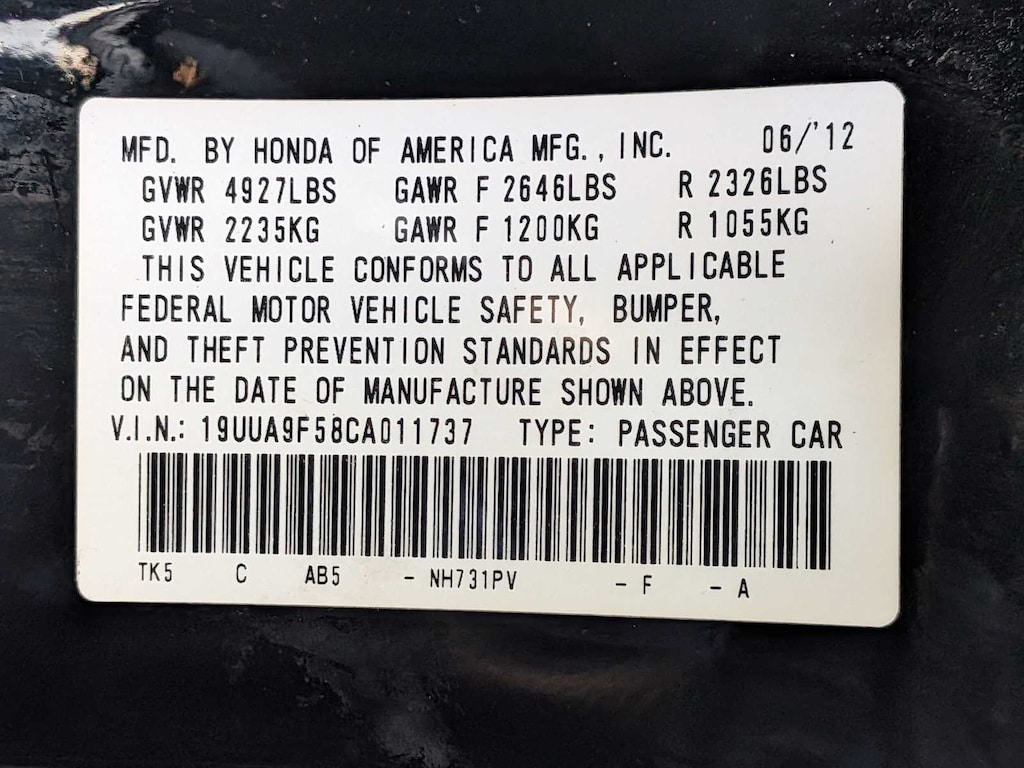 MFD. BY HONDA OF AMERICA MFG., INC. 06/'12
GVWR 4927LBS GAWR F 2646LBS R 2326LBS
GVWR 2235KG GAWR F 1200KG R 1055KG
THIS VEHICLE CONFORMS TO ALL APPLICABLE
FEDERAL MOTOR VEHICLE SAFETY, BUMPER,
AND THEFT PREVENTION STANDARDS IN EFFECT
ON THE DATE OF MANUFACTURE SHOWN ABOVE.
V.I.N.: 19UUA9F58CA011737 TYPE: PASSENGER CAR
TK5 C AB5 - NH731PV - F - A